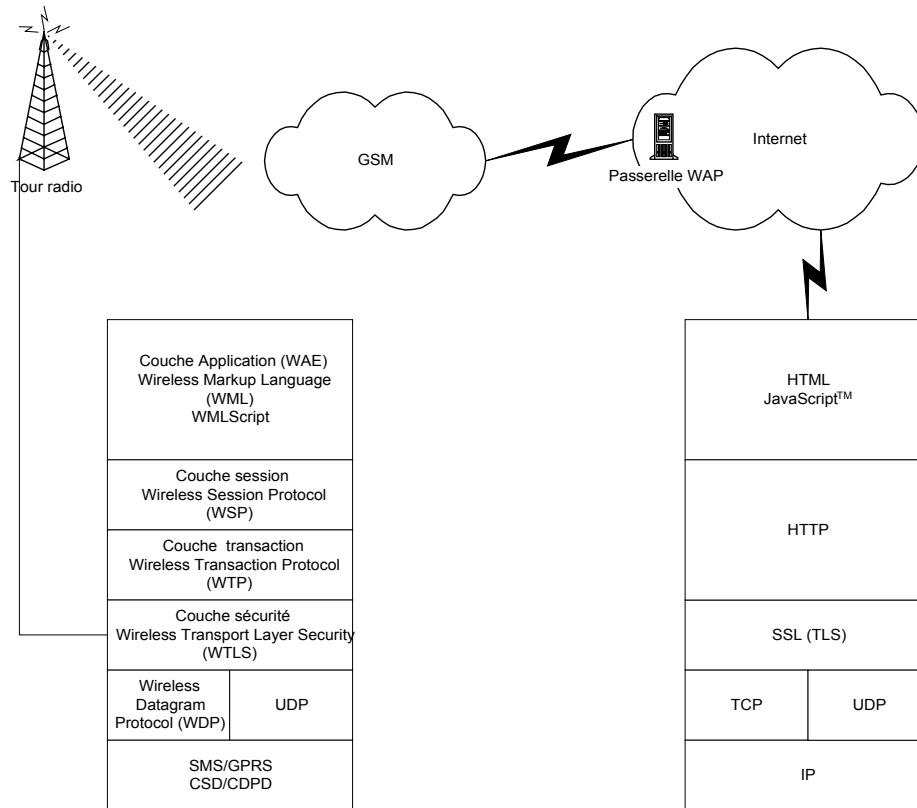 GSM
Internet
Passerelle WAP
Tour radio
Couche Application (WAE)
Wireless Markup Language
(WML)
WMLScript
Couche session
Wireless Session Protocol
(WSP)
Couche transaction
Wireless Transaction Protocol
(WTP)
Couche sécurité
Wireless Transport Layer Security
(WTLS)
Wireless
Datagram
Protocol (WDP)
UDP
SMS/GPRS
CSD/CDPD
HTML
JavaScript™
HTTP
SSL (TLS)
TCP
UDP
IP